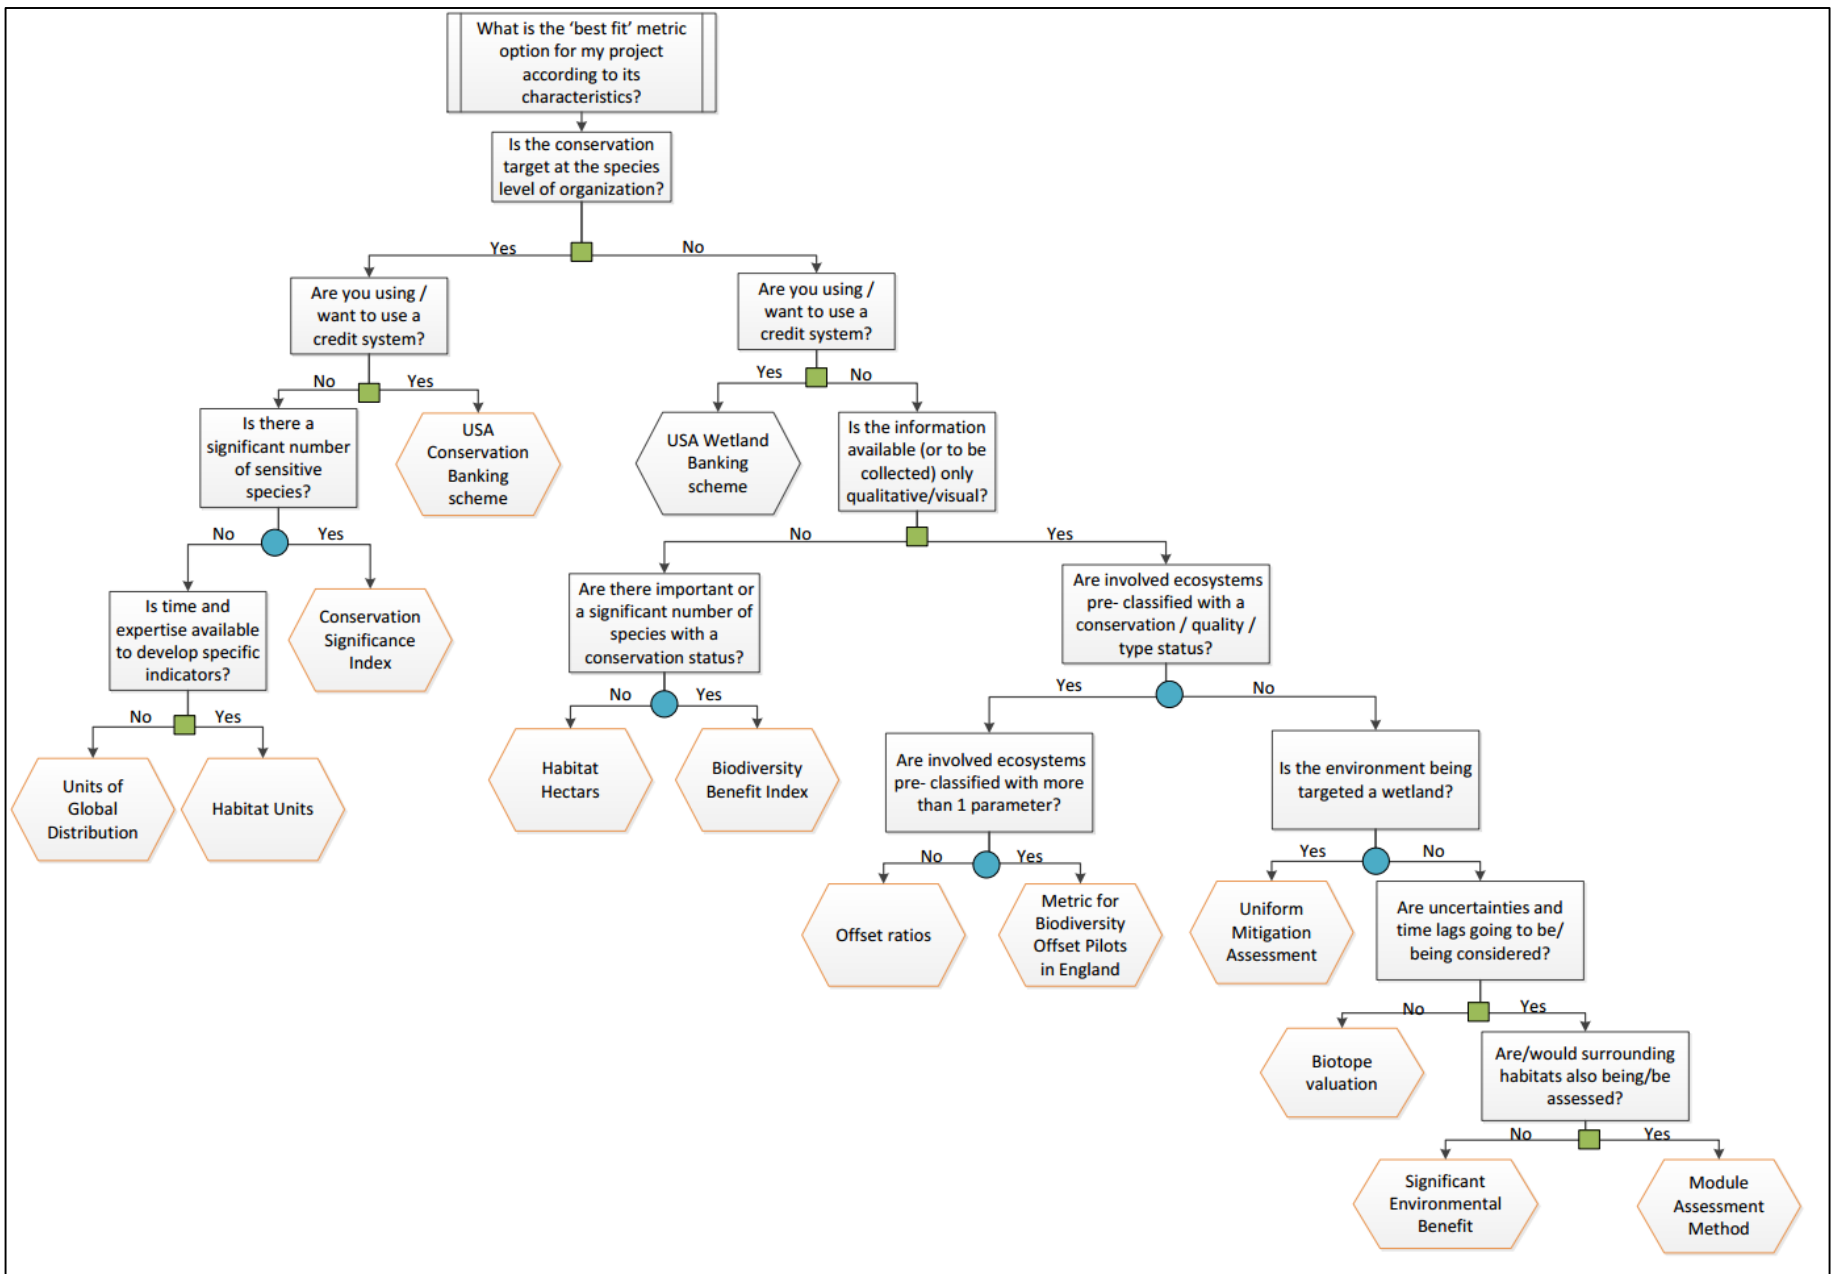 What is the ‘best fit’ metric
option for my project
according to its
characteristics?
Is the conservation
target at the species
level of organization?
Yes
No
Are you using /
want to use a
credit system?
Are you using /
want to use a
credit system?
No
Yes
Yes
No
Is there a
significant number
of sensitive
species?
USA
Conservation
Banking
scheme
USA Wetland
Banking
scheme
Is the information
available (or to be
collected) only
qualitative/visual?
No
Yes
No
Yes
Is time and
expertise available
to develop specific
indicators?
Conservation
Significance
Index
Are there important or
a significant number of
species with a
conservation status?
Are involved ecosystems
pre- classified with a
conservation / quality /
type status?
No
Yes
No
Yes
Yes
No
Units of
Global
Distribution
Habitat Units
Habitat
Hectars
Biodiversity
Benefit Index
Are involved ecosystems
pre- classified with more
than 1 parameter?
Is the environment being
targeted a wetland?
No
Yes
Yes
No
Offset ratios
Metric for
Biodiversity
Offset Pilots
in England
Uniform
Mitigation
Assessment
Are uncertainties and
time lags going to be/
being considered?
No
Yes
Biotope
valuation
Are/would surrounding
habitats also being/be
assessed?
No
Yes
Significant
Environmental
Benefit
Module
Assessment
Method